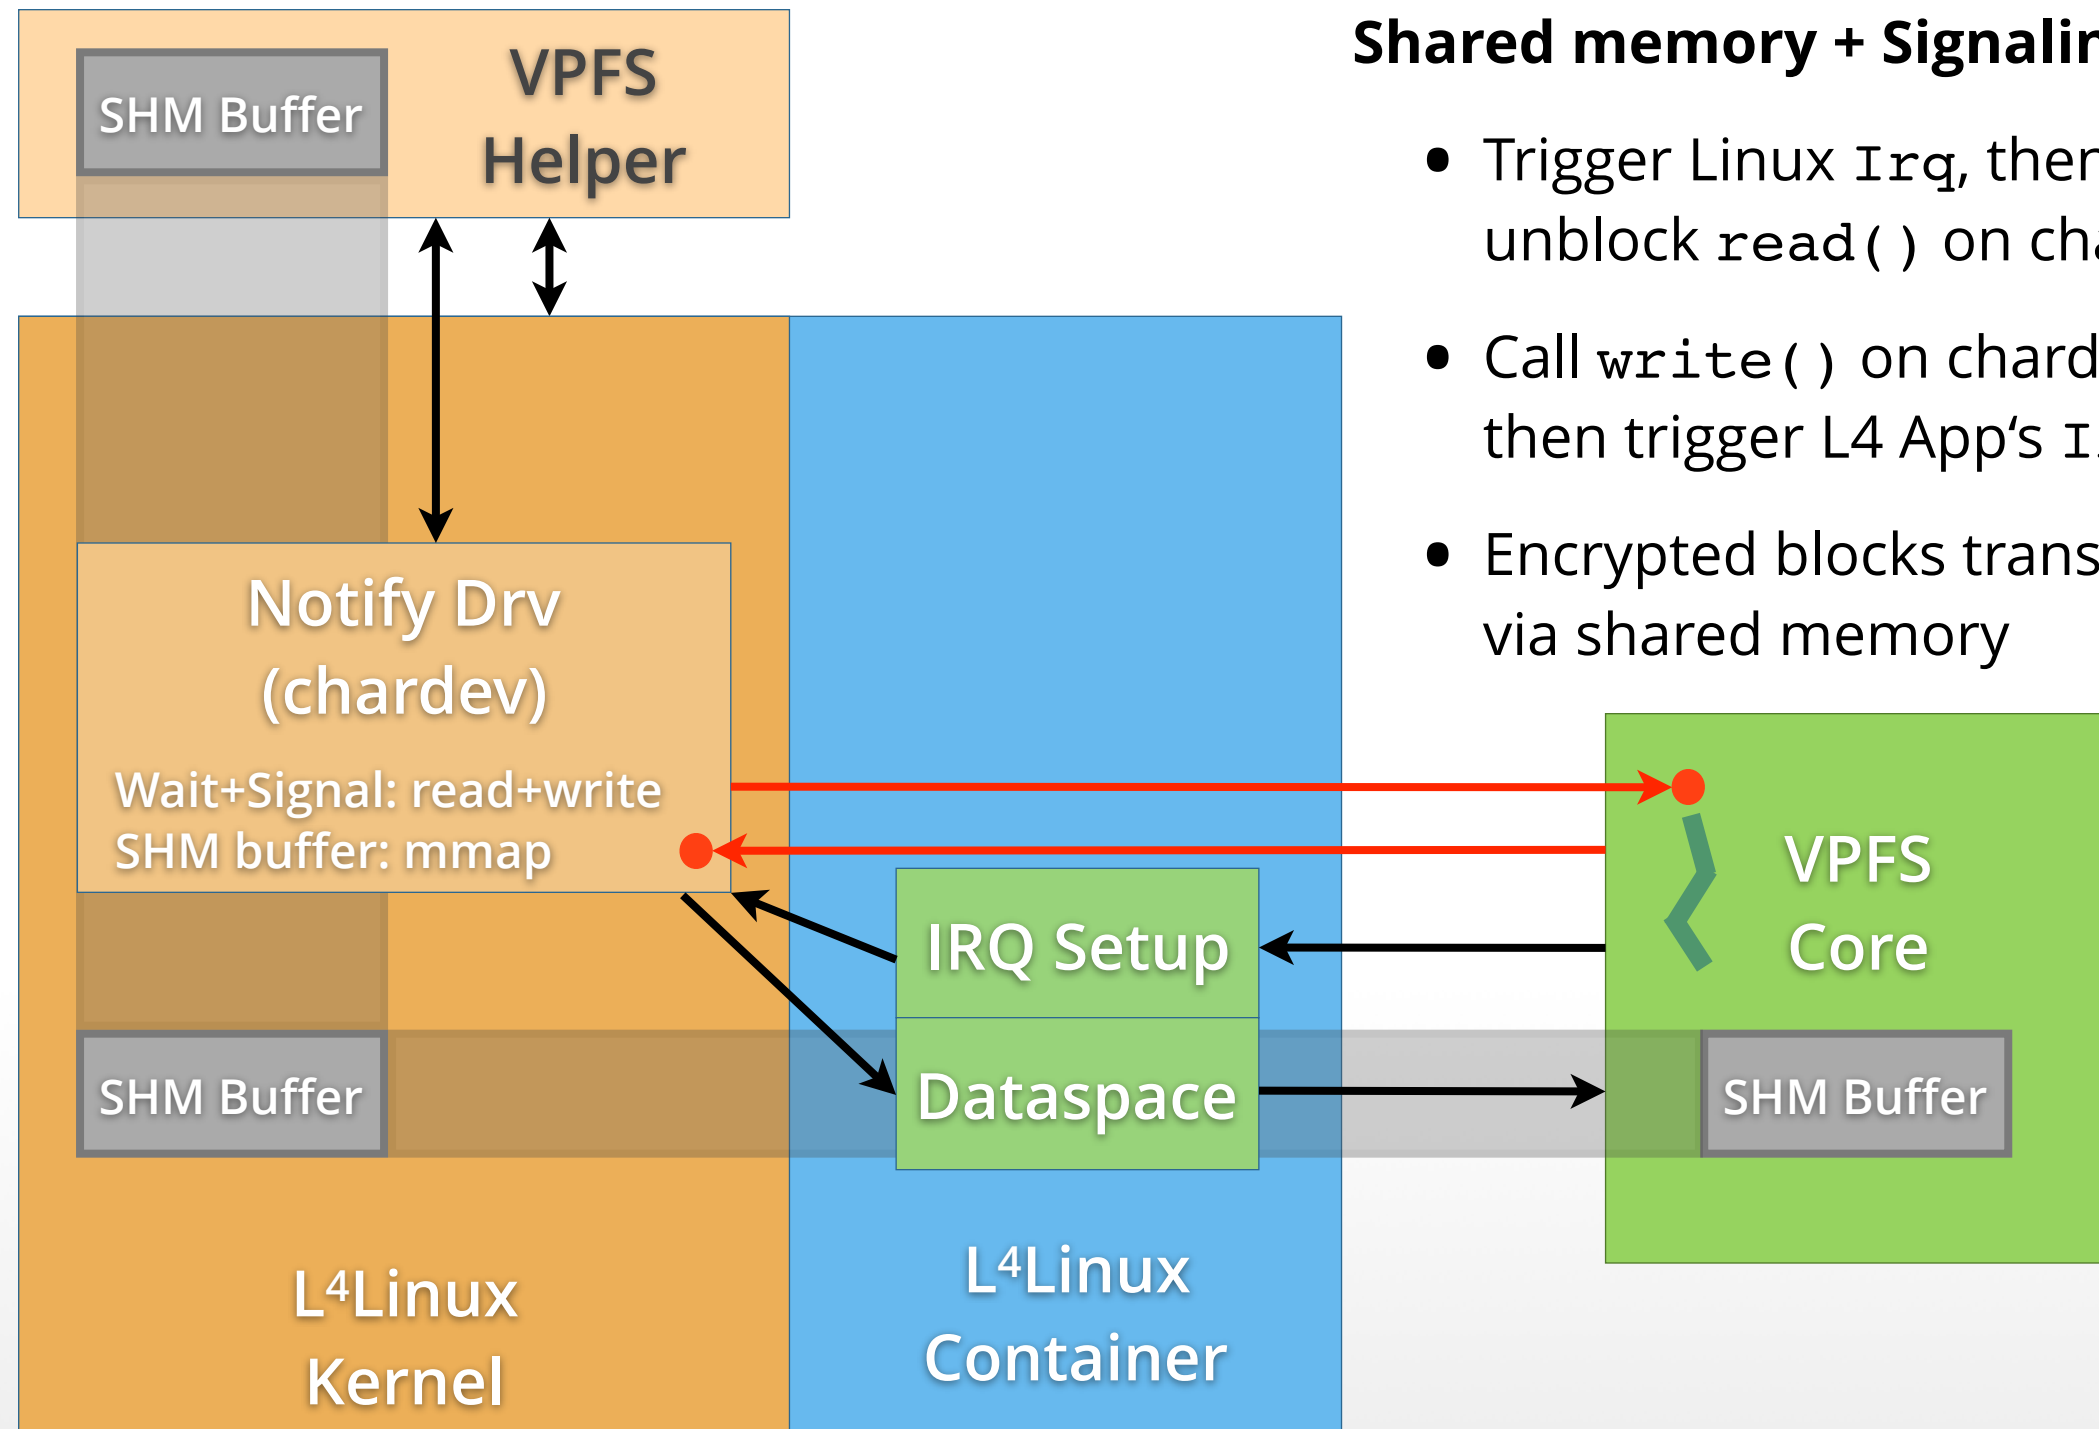 Shared memory + Signalin
• Trigger Linux Irq, then
unblock read() on cha
• Call write() on chard
then trigger L4 App‘s I
• Encrypted blocks trans
via shared memory
VPFS
Helper
SHM Buffer
Notify Drv
(chardev)
Wait+Signal: read+write
SHM buffer: mmap
IRQ Setup
Dataspace
VPFS
Core
SHM Buffer
SHM Buffer
L⁴Linux
Kernel
L⁴Linux
Container